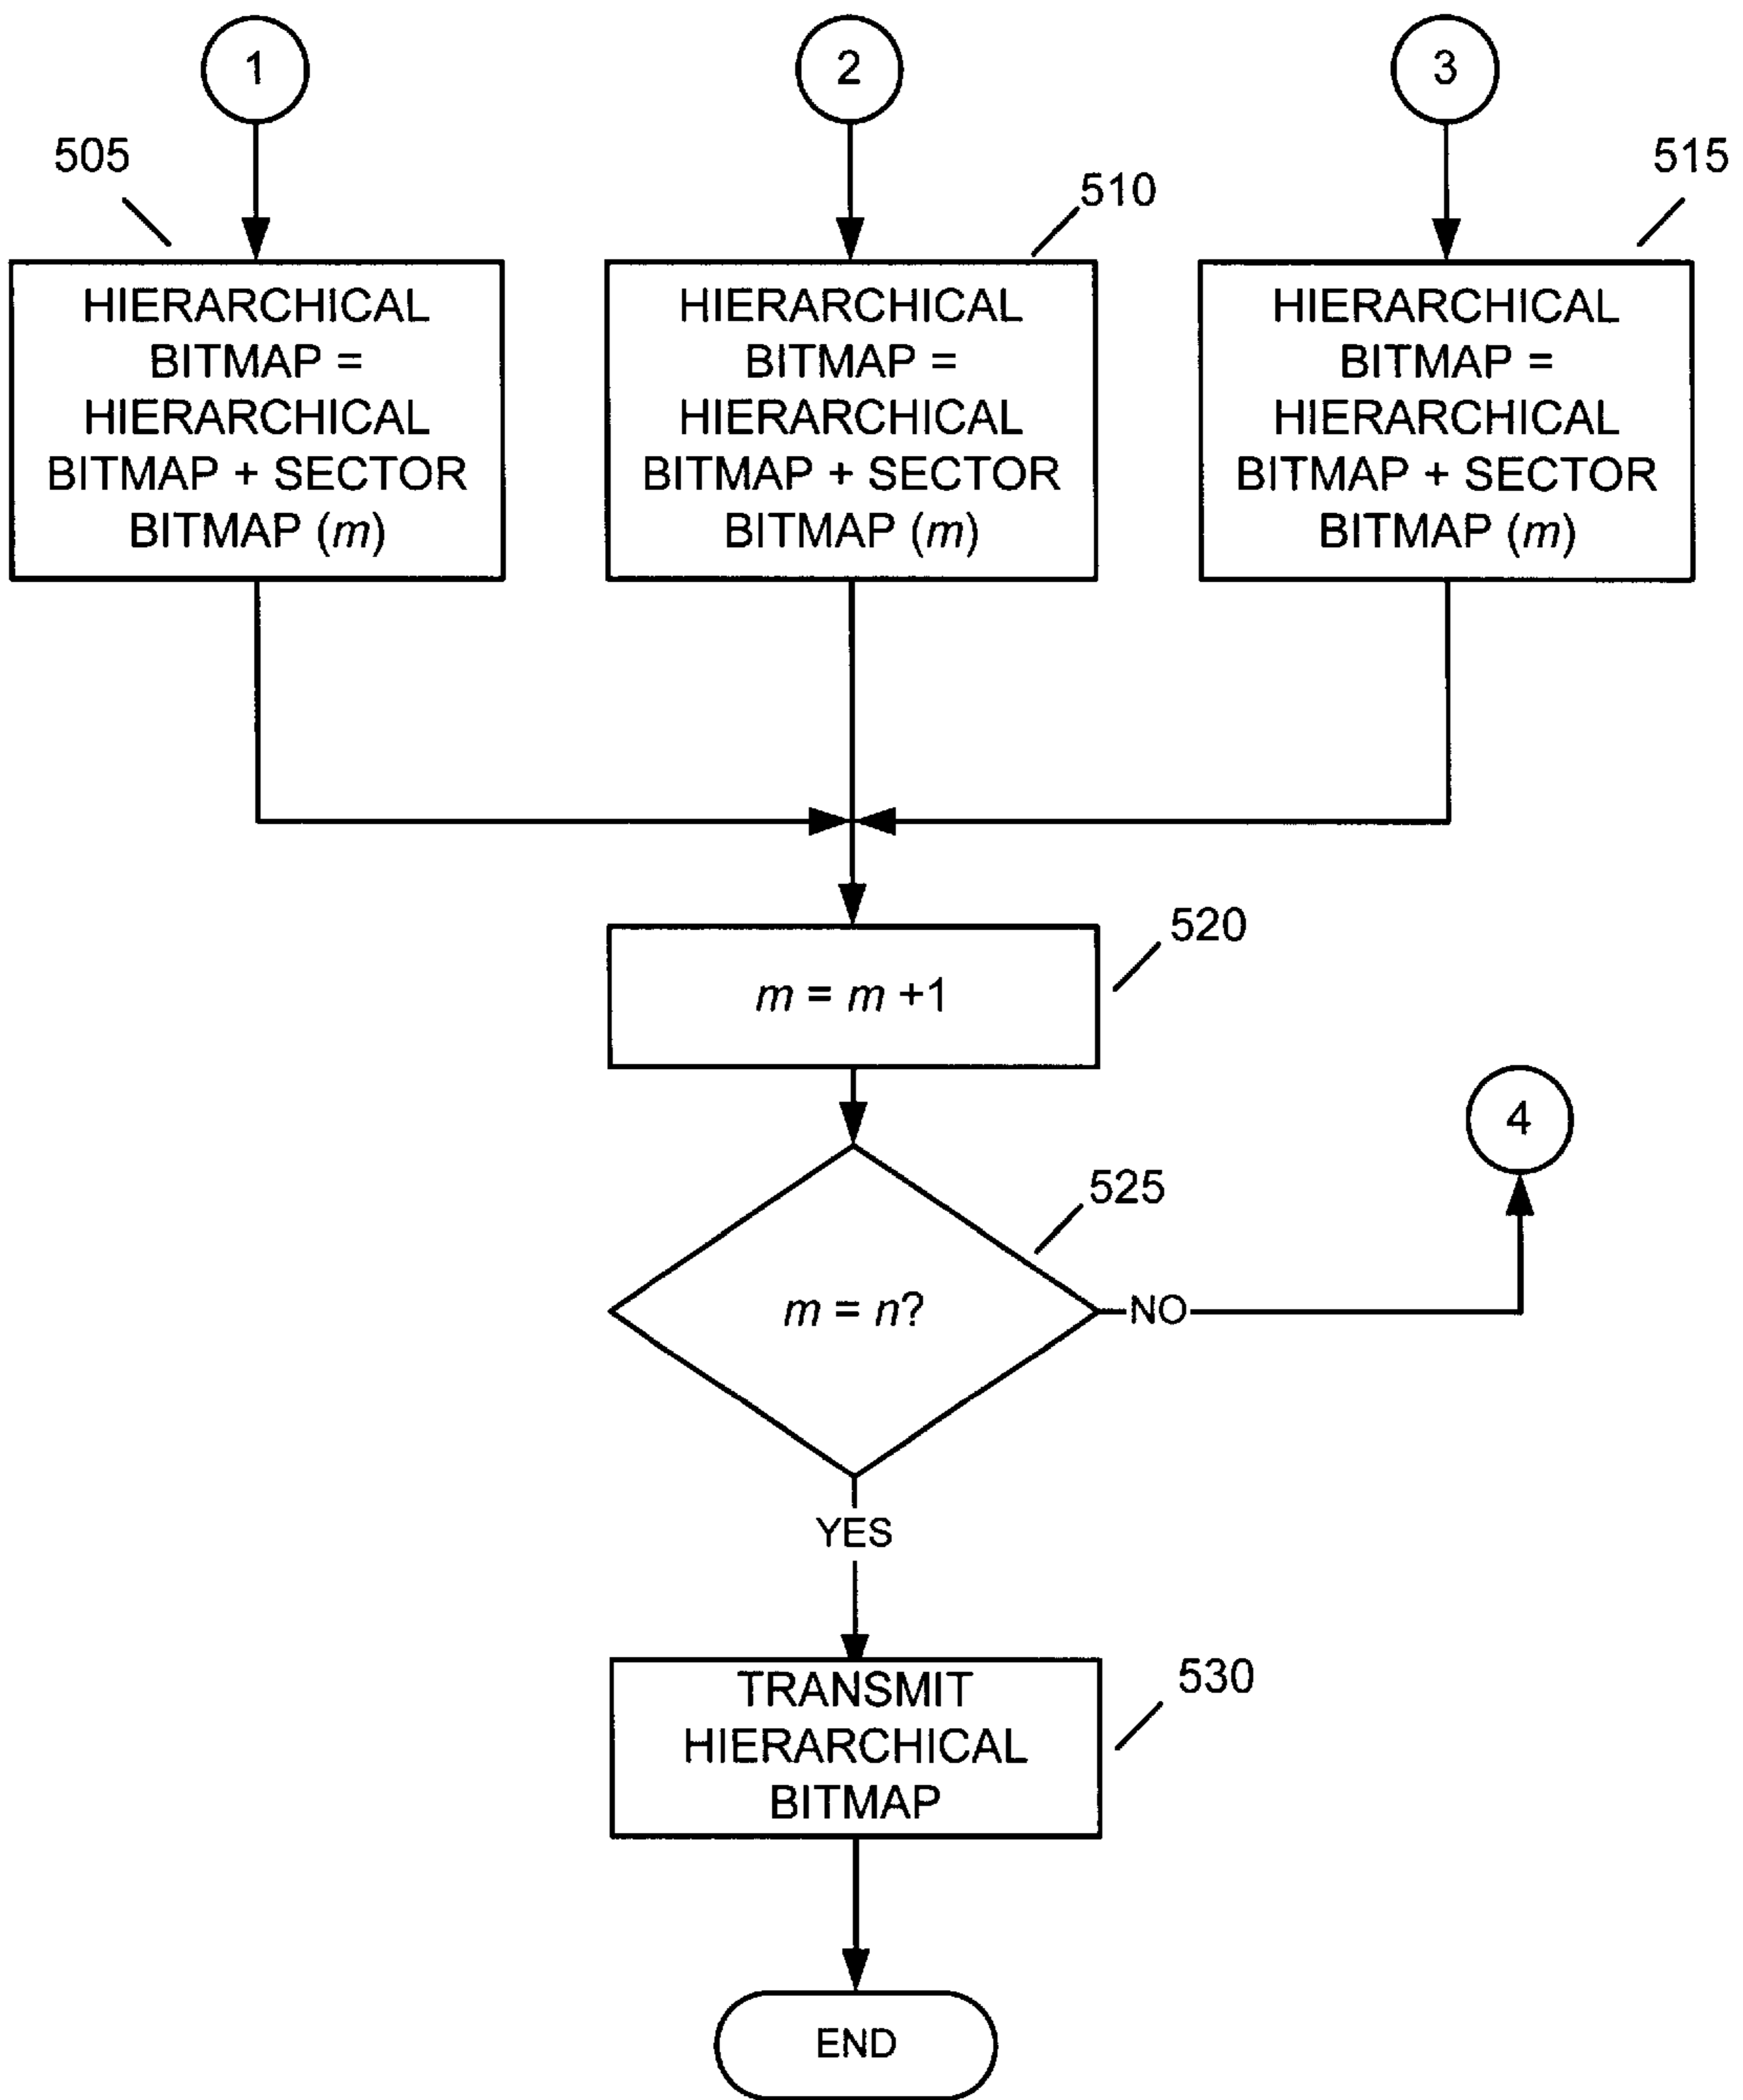 1
2
3
505
510
515
HIERARCHICAL
BITMAP =
HIERARCHICAL
BITMAP + SECTOR
BITMAP (m)
HIERARCHICAL
BITMAP =
HIERARCHICAL
BITMAP + SECTOR
BITMAP (m)
HIERARCHICAL
BITMAP =
HIERARCHICAL
BITMAP + SECTOR
BITMAP (m)
520
m = m +1
4
525
m = n?
NO
YES
530
TRANSMIT
HIERARCHICAL
BITMAP
END